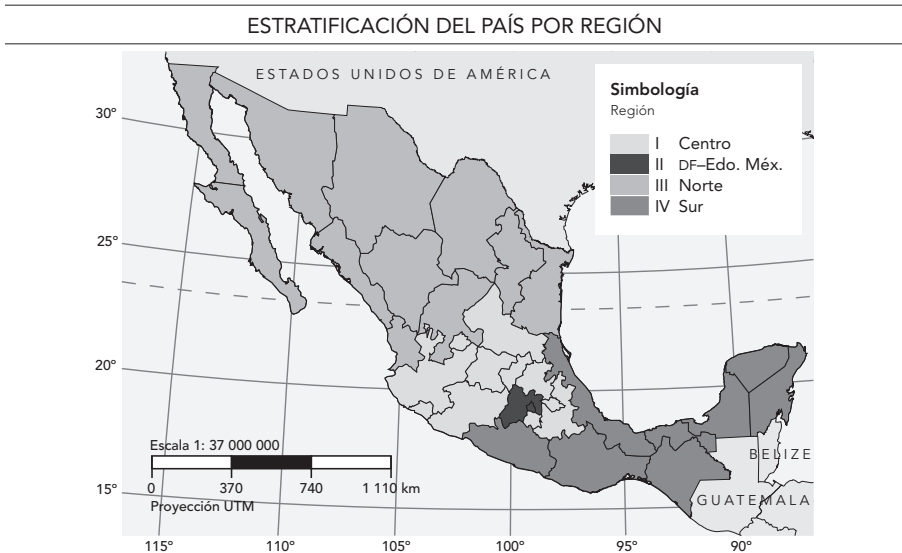 ESTRATIFICACIÓN DEL PAÍS POR REGIÓN
ESTADOS UNIDOS DE AMÉRICA
Simbología
Región
I Centro
II DF–Edo. Méx.
III Norte
IV Sur
30°
25°
20°
15°
Escala 1: 37 000 000
0 370 740 1 110 km
Proyección UTM
BELIZE
GUATEMALA
115° 110° 105° 100° 95° 90°